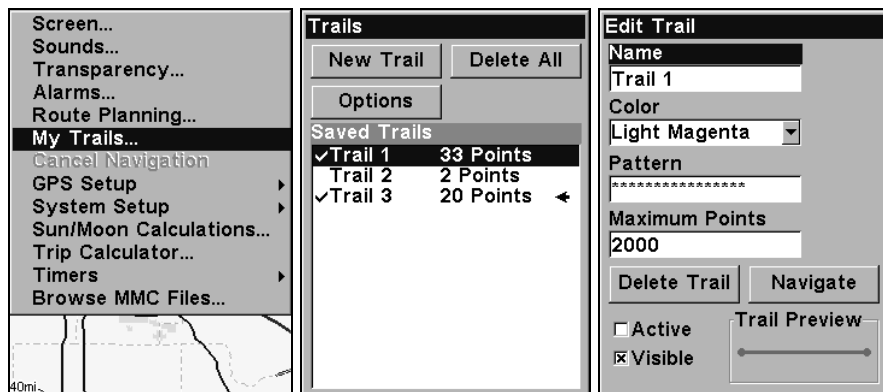 Screen...
Sounds...
Transparency...
Alarms...
Route Planning...
My Trails...
Cancel Navigation
GPS Setup
System Setup
Sun/Moon Calculations...
Trip Calculator...
Timers
Browse MMC Files...
40mi
Trails
New Trail Delete All
Options
Saved Trails
✓Trail 1 33 Points
Trail 2 2 Points
✓Trail 3 20 Points
Edit Trail
Name
Trail 1
Color
Light Magenta
Pattern
****************
Maximum Points
2000
Delete Trail Navigate
Active
Visible
Trail Preview